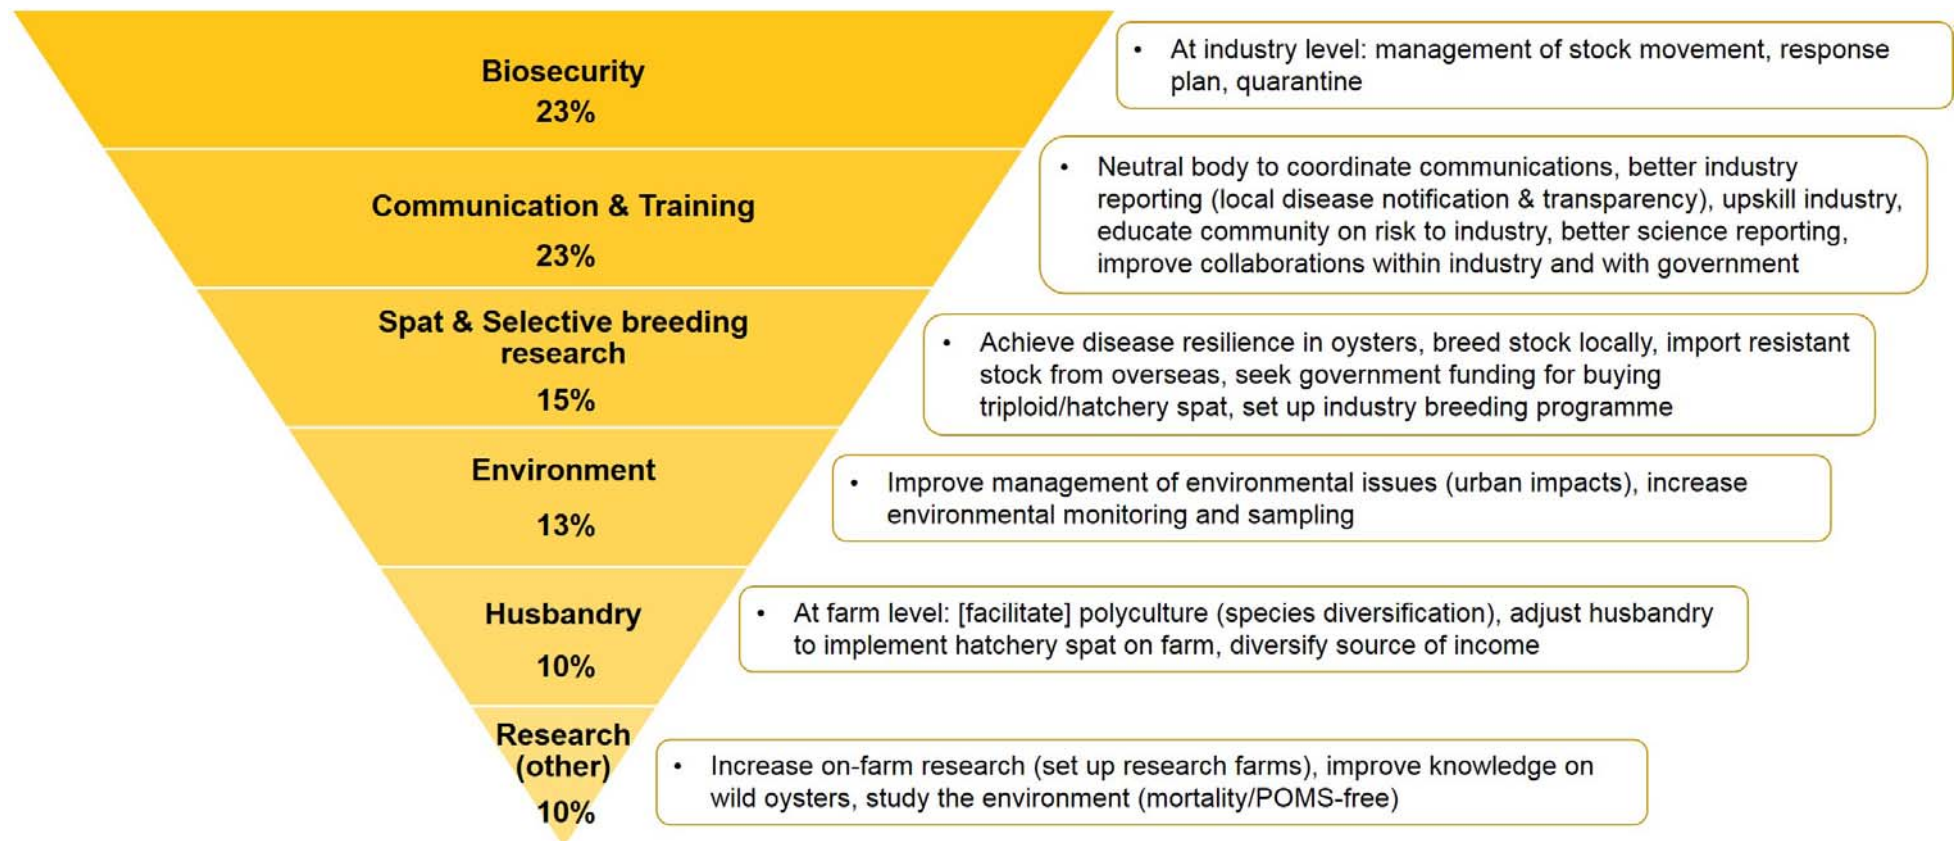 Biosecurity
23%
• At industry level: management of stock movement, response
plan, quarantine
Communication & Training
23%
• Neutral body to coordinate communications, better industry
reporting (local disease notification & transparency), upskill industry,
educate community on risk to industry, better science reporting,
improve collaborations within industry and with government
Spat & Selective breeding
research
15%
• Achieve disease resilience in oysters, breed stock locally, import resistant
stock from overseas, seek government funding for buying
triploid/hatchery spat, set up industry breeding programme
Environment
13%
• Improve management of environmental issues (urban impacts), increase
environmental monitoring and sampling
Husbandry
10%
• At farm level: [facilitate] polyculture (species diversification), adjust husbandry
to implement hatchery spat on farm, diversify source of income
Research
(other)
10%
• Increase on-farm research (set up research farms), improve knowledge on
wild oysters, study the environment (mortality/POMS-free)